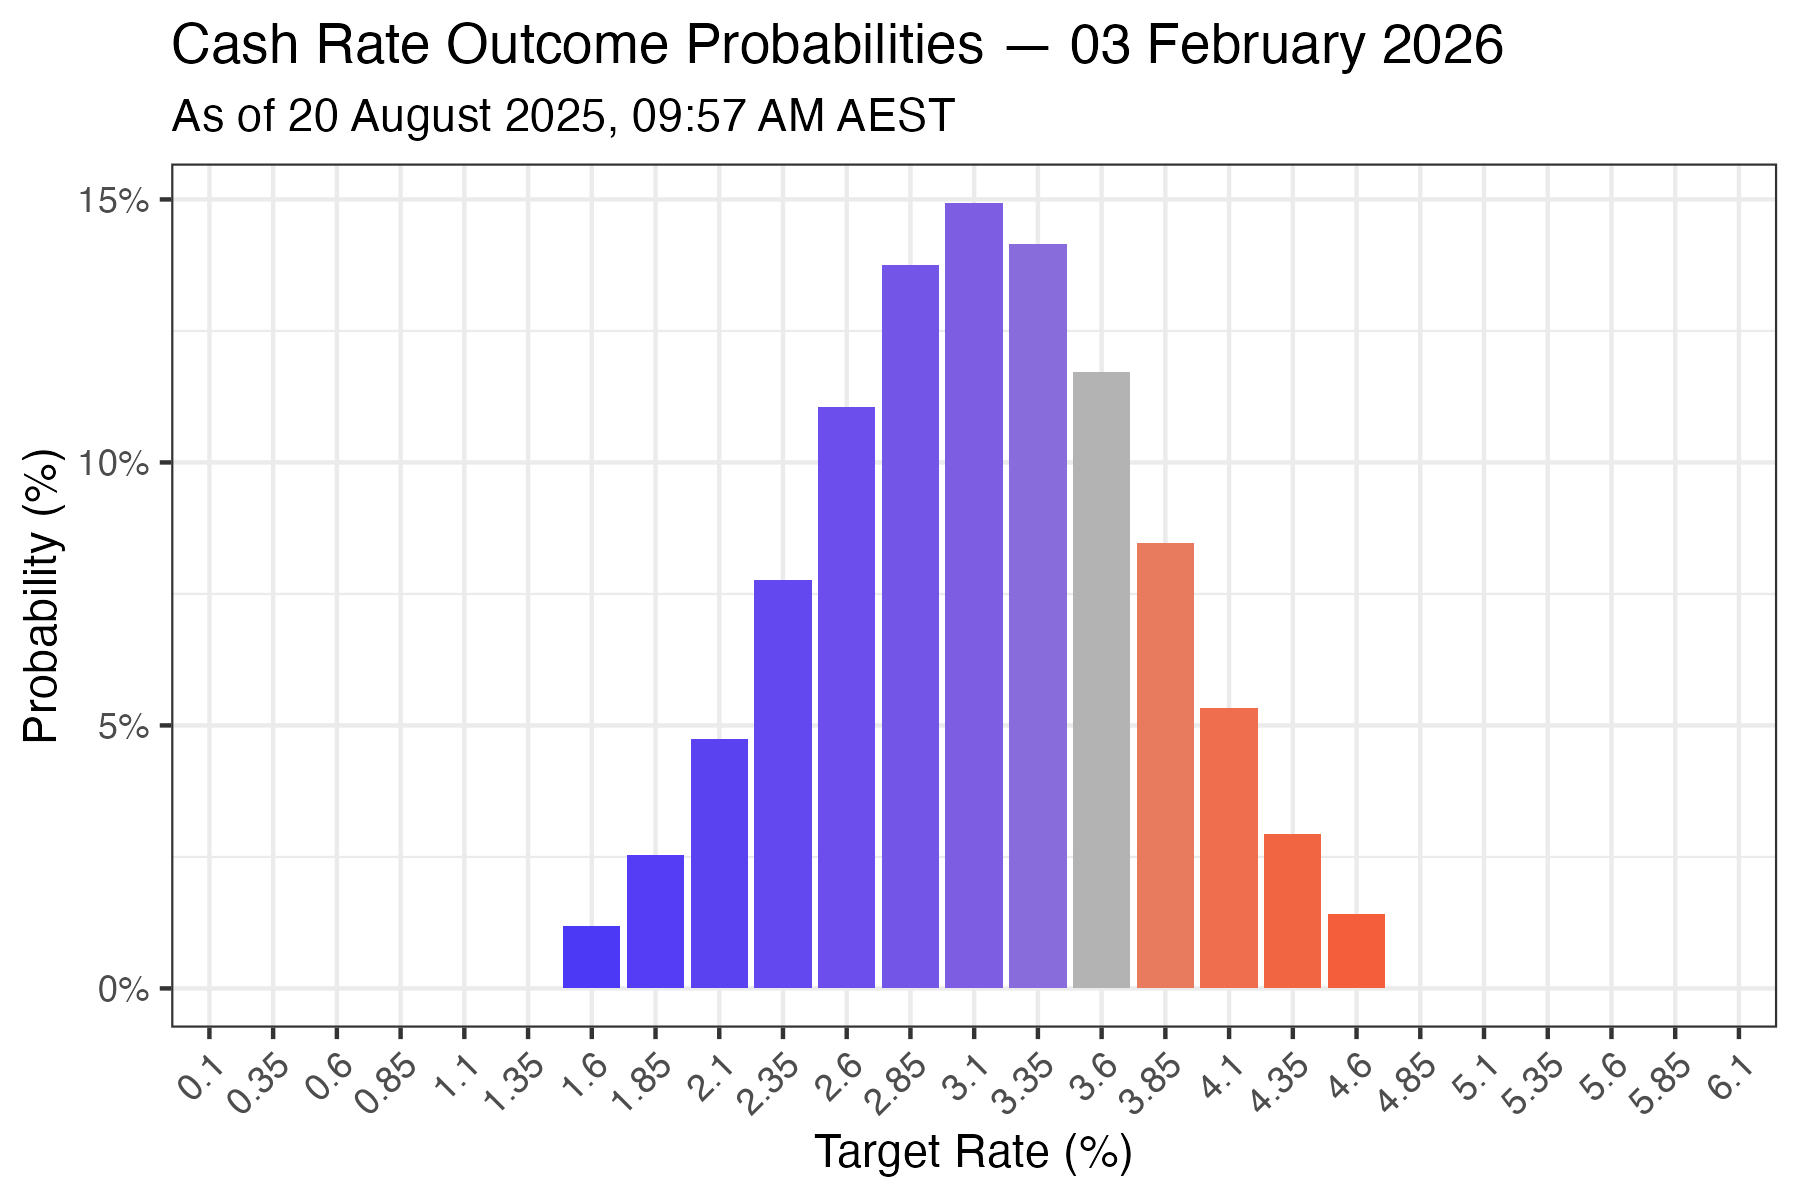 Cash Rate Outcome Probabilities — 03 February 2026
As of 20 August 2025, 09:57 AM AEST
Probability (%)
15%
10%
5%
0%
0.1 0.35 0.6 0.85 1.1 1.35 1.6 1.85 2.1 2.35 2.6 2.85 3.1 3.35 3.6 3.85 4.1 4.35 4.6 4.85 5.1 5.35 5.6 5.85 6.1
Target Rate (%)